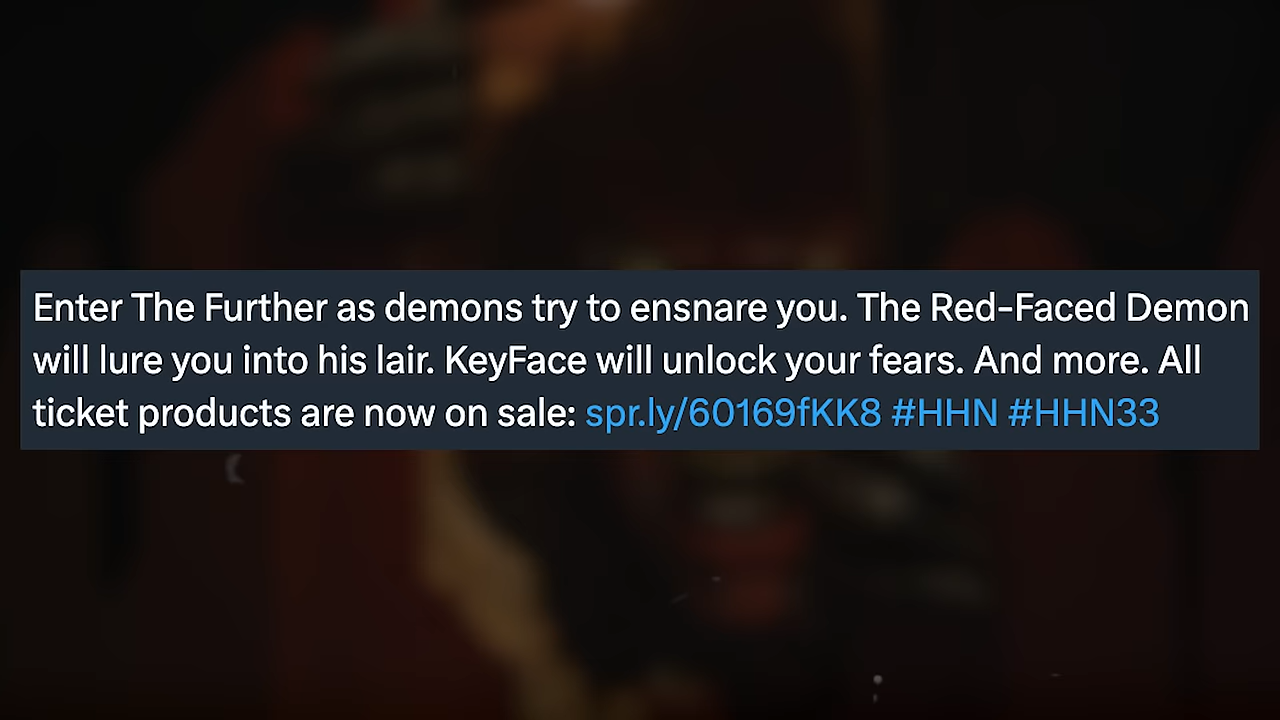 Enter The Further as demons try to ensnare you. The Red-Faced Demon
will lure you into his lair. KeyFace will unlock your fears. And more. All
ticket products are now on sale: spr.ly/60169fKK8 #HHN #HHN33